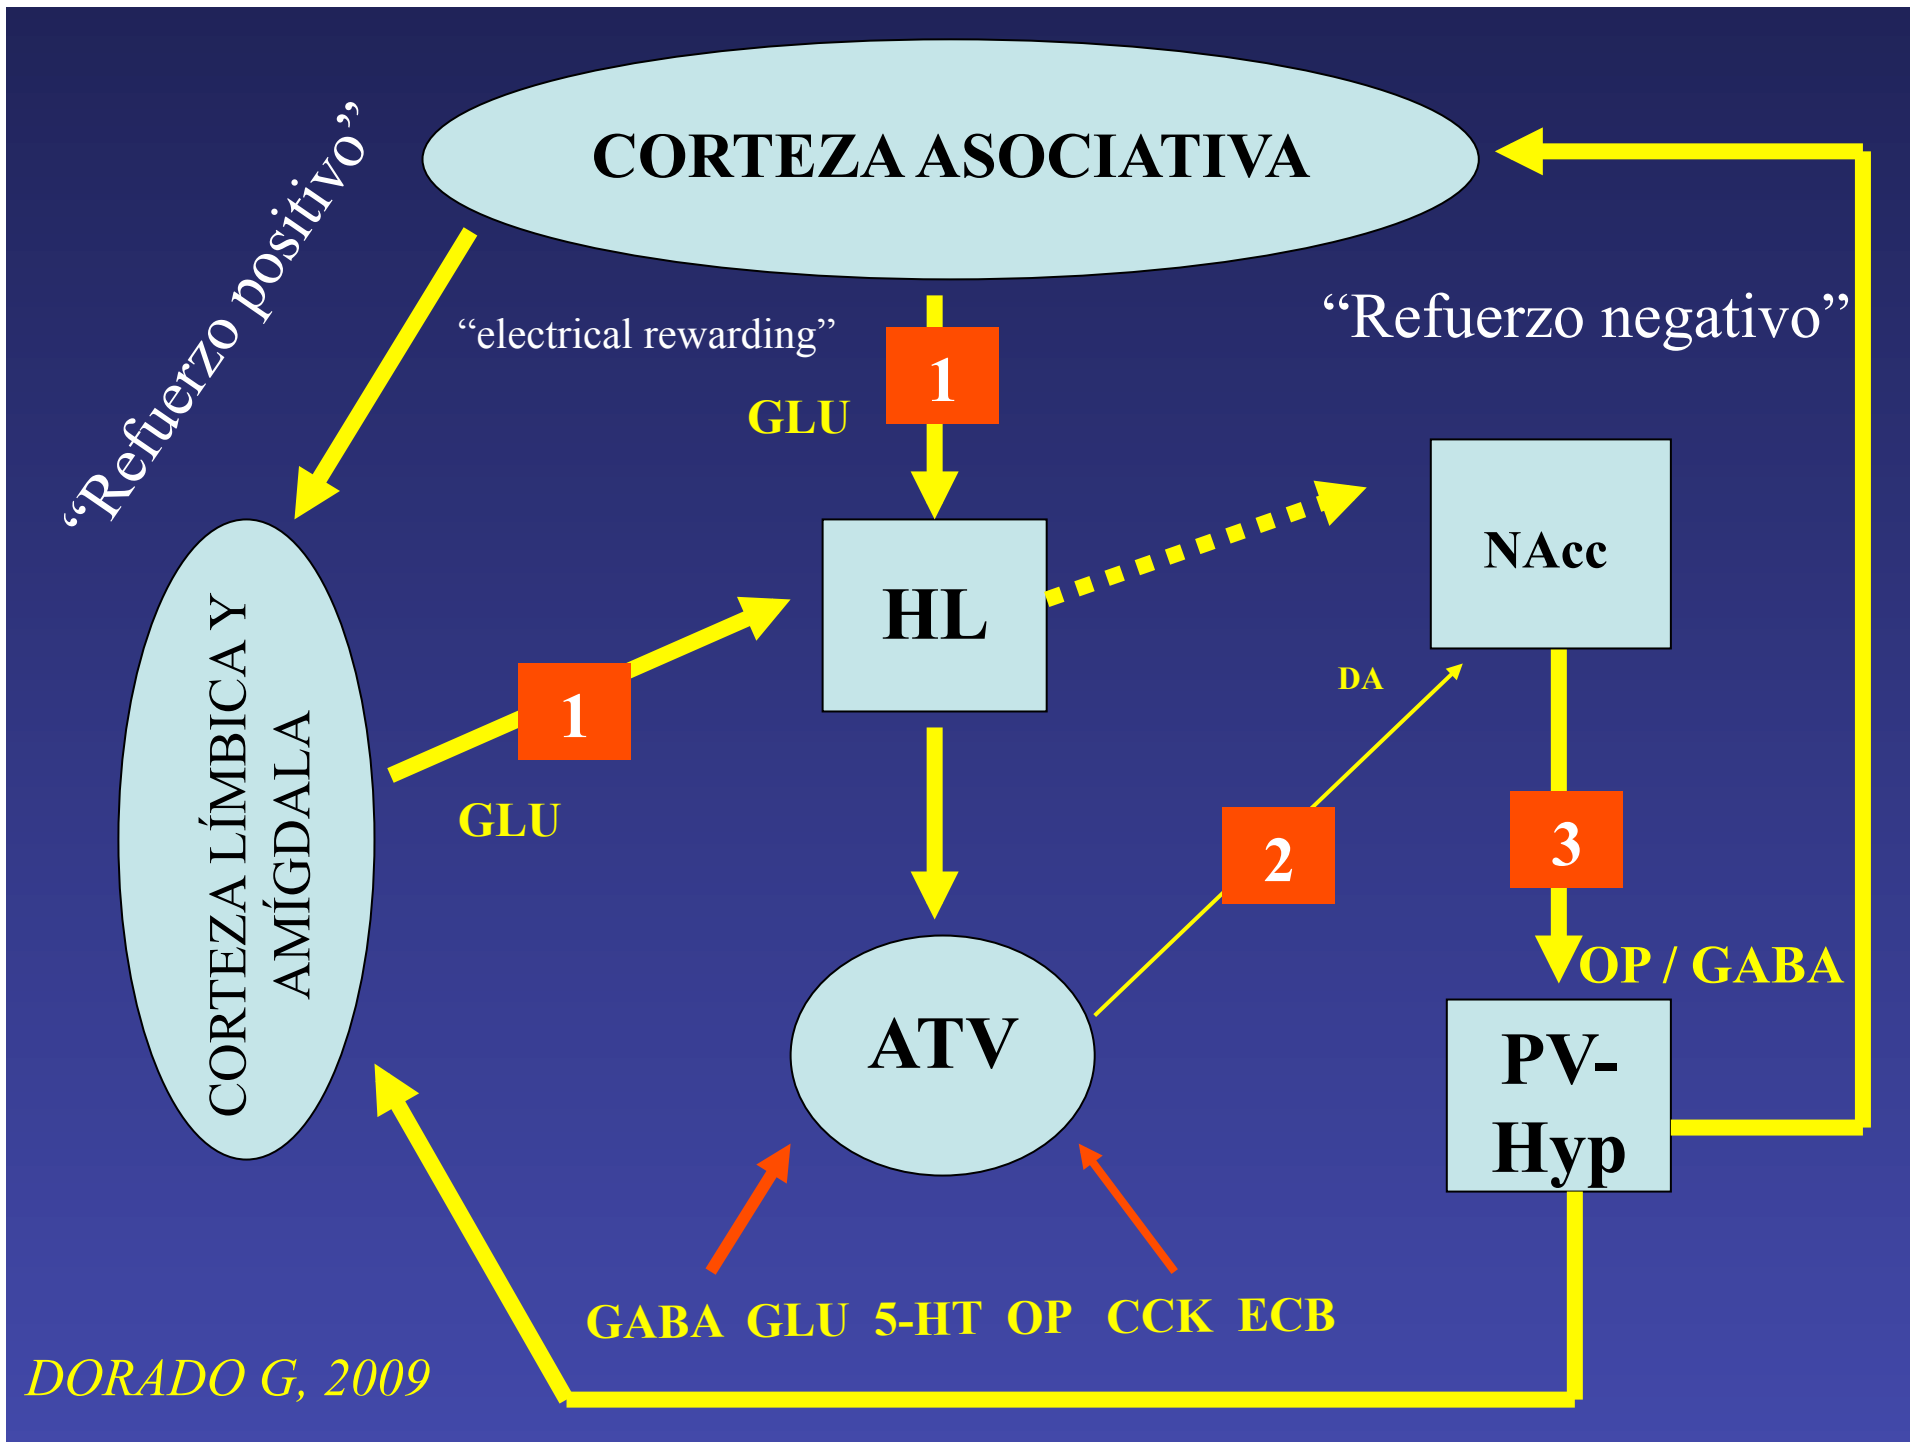 CORTEZA ASOCIATIVA
“Refuerzo positivo”
“electrical rewarding”
“Refuerzo negativo”
1
GLU
NAcc
HL
CORTEZA LÍMBICA Y
AMÍGDALA
1
DA
GLU
2
3
OP / GABA
ATV
PV-
Hyp
GABA GLU 5-HT OP CCK ECB
DORADO G, 2009